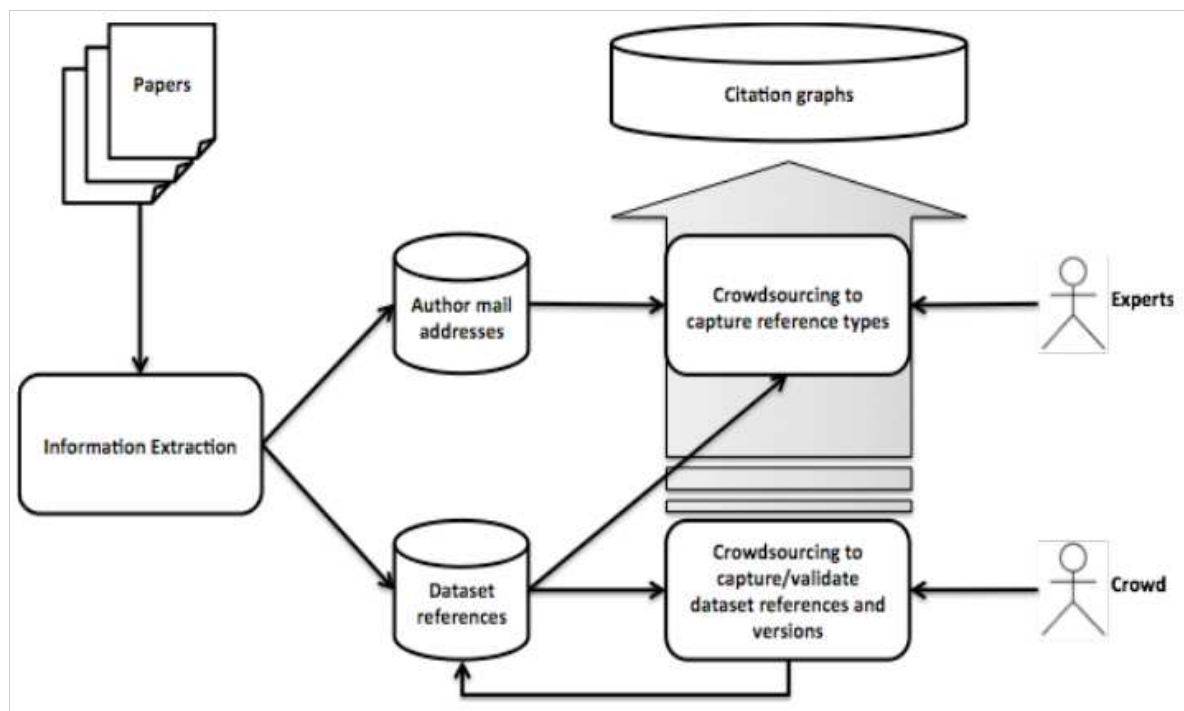 Papers
Citation graphs
Author mail
addresses
Crowdsourcing to
capture reference types
Experts
Information Extraction
Dataset
references
Crowdsourcing to
capture/validate
dataset references and
versions
Crowd